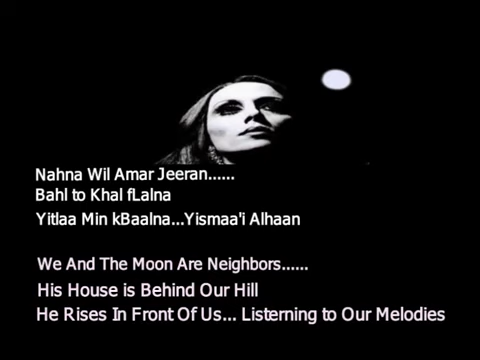 Nahna Wil Amar Jeeran......
Bahl to Khal fLalna
Yitlaa Min kBaalna...Yismaa'i Alhaan
We And The Moon Are Neighbors......
His House is Behind Our Hill
He Rises In Front Of Us... Listening to Our Melodies